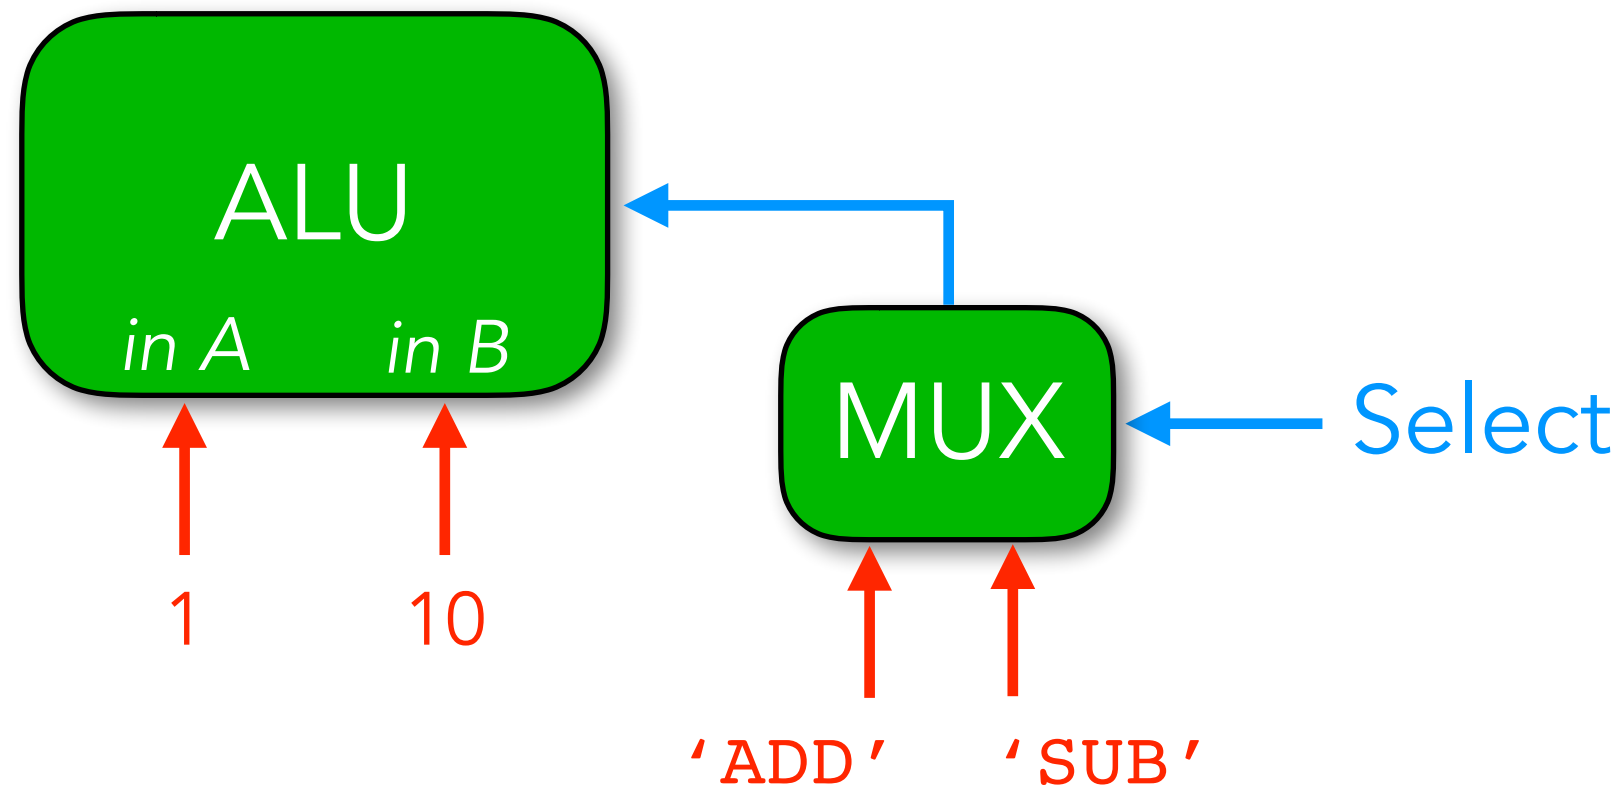 ALU
in A in B
MUX
Select
1 10
‘ADD’ ‘SUB’